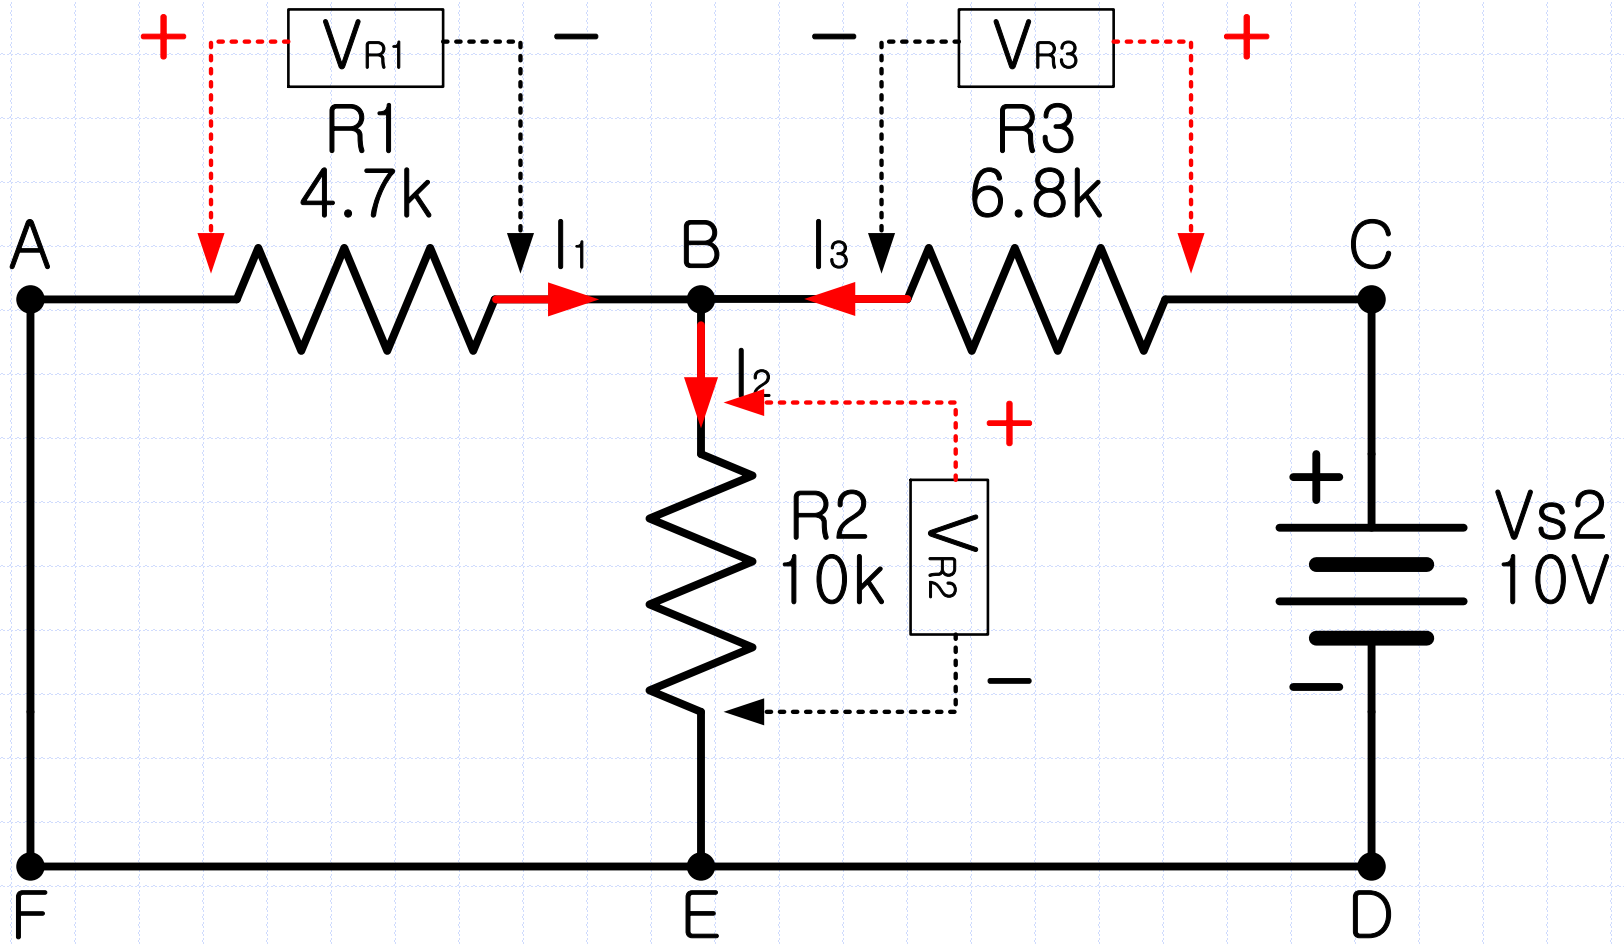 + VR1 −
− VR3 +
R1
4.7k
R3
6.8k
A
I1
B
I3
C
I2
+
VR2
−
R2
10k
+
−
Vs2
10V
F
E
D